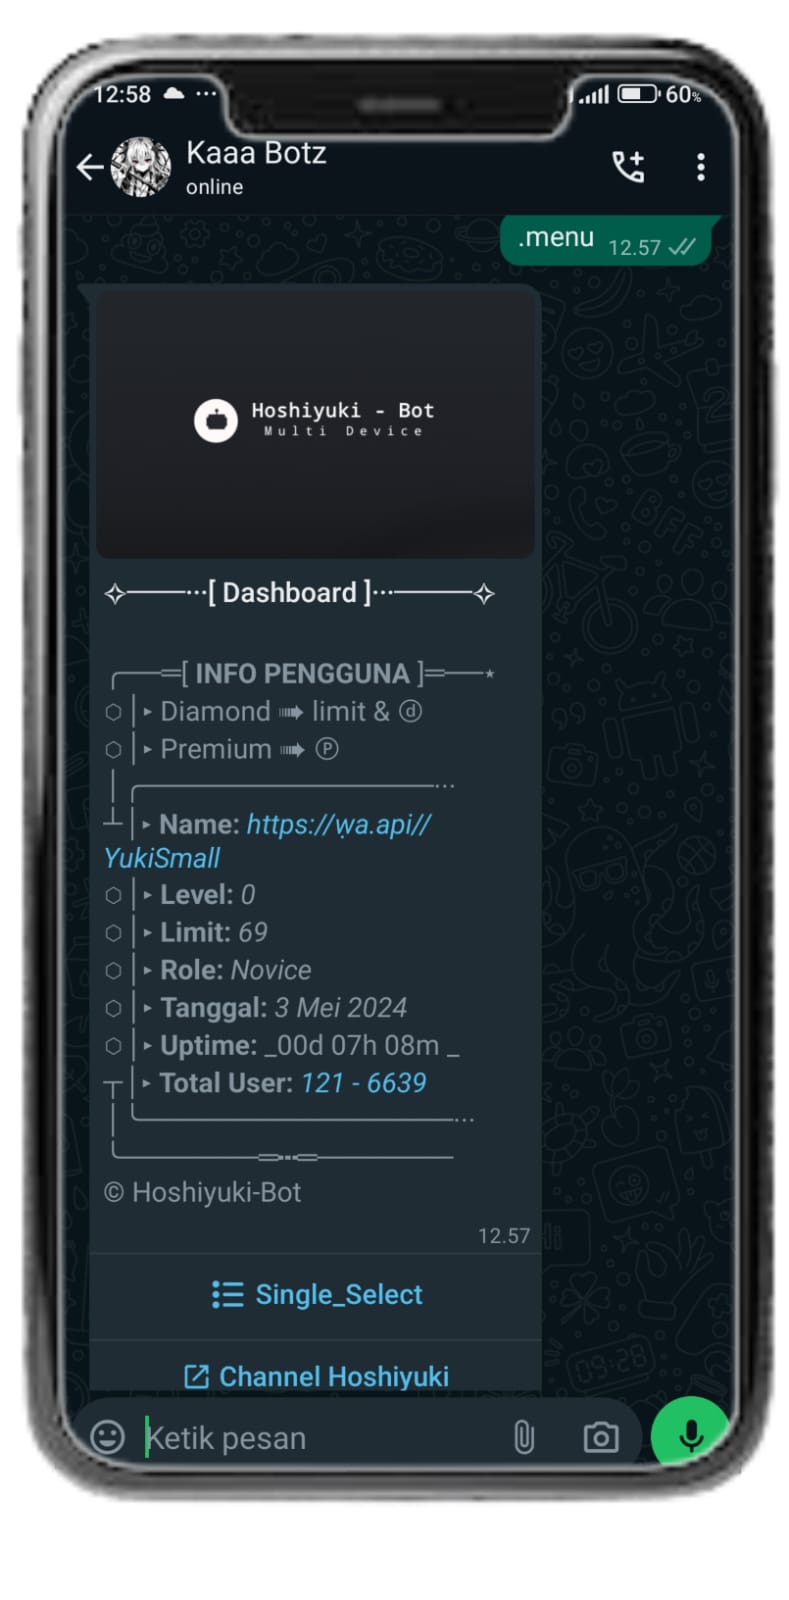 12:58 ··· 60%
Kaaa Botz
online
.menu 12.57
Hoshiyuki - Bot
Multi Device
✧───···[ Dashboard ]···───✧
╭──═[ INFO PENGGUNA ]═──⋆
⬡│▸ Diamond ➠ limit & ⓓ
⬡│▸ Premium ➠ Ⓟ
│╭────────────···
┴│▸ Name: https://wạ.api//
YukiSmall
⬡│▸ Level: 0
⬡│▸ Limit: 69
⬡│▸ Role: Novice
⬡│▸ Tanggal: 3 Mei 2024
⬡│▸ Uptime: _00d 07h 08m _
┬│▸ Total User: 121 - 6639
│╰────────────···
╰─────═┅═─────
© Hoshiyuki-Bot
12.57
Single_Select
Channel Hoshiyuki
Ketik pesan